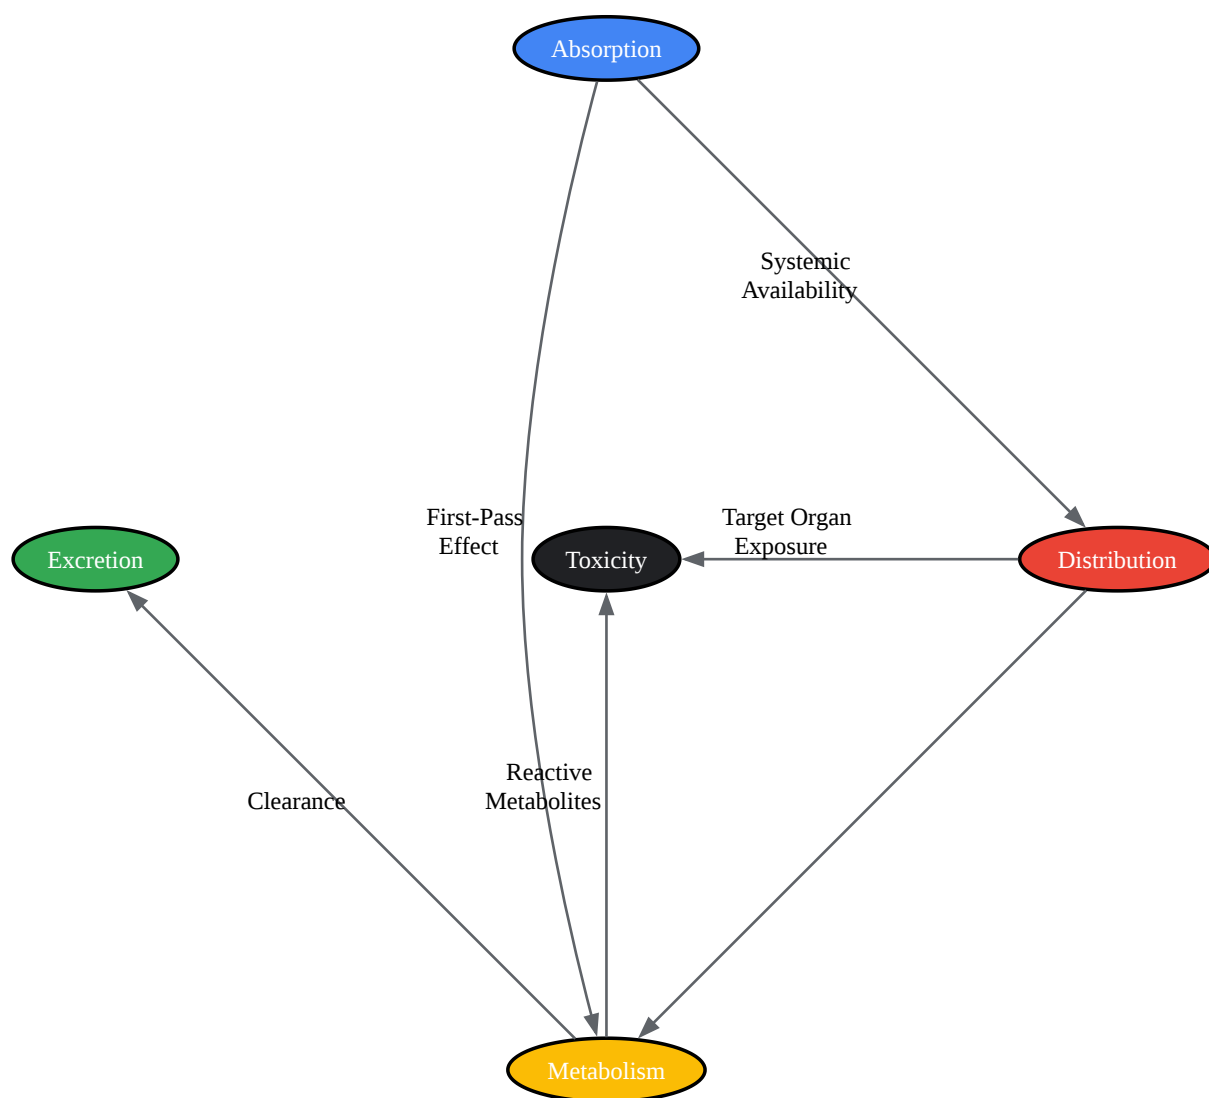 Absorption
Systemic
Availability
First-Pass
Effect
Target Organ
Exposure
Excretion
Toxicity
Distribution
Reactive
Metabolites
Clearance
Metabolism